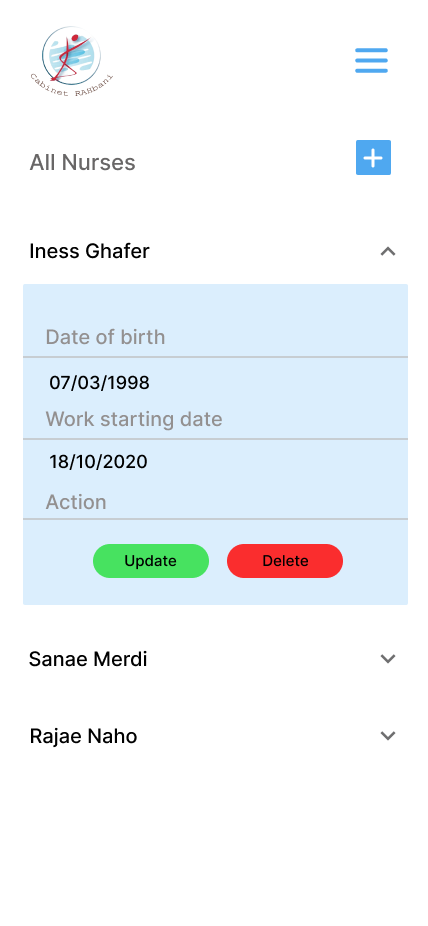 Cabinet RAHbani
All Nurses
Iness Ghafer
Date of birth
07/03/1998
Work starting date
18/10/2020
Action
Update Delete
Sanae Merdi
Rajae Naho